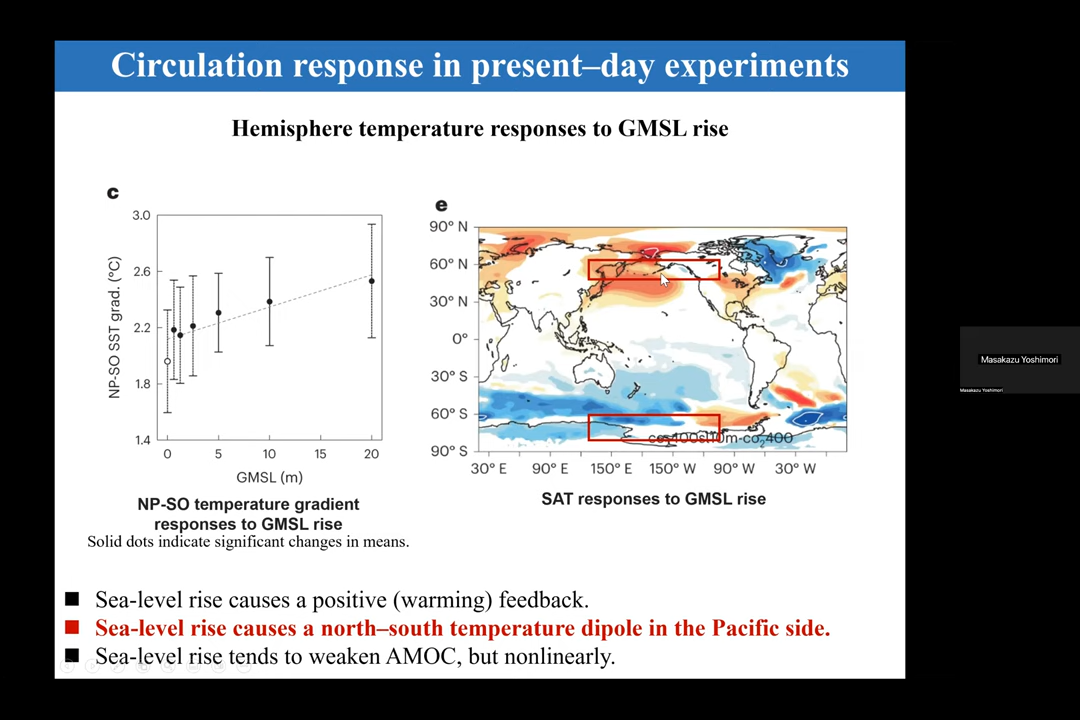 Circulation response in present–day experiments
Hemisphere temperature responses to GMSL rise
c
3.0
2.6
2.2
1.8
1.4
NP-SO SST grad. (°C)
0 5 10 15 20
GMSL (m)
NP-SO temperature gradient
responses to GMSL rise
Solid dots indicate significant changes in means.
e
90° N
60° N
30° N
0°
30° S
60° S
90° S
co₂400sl10m-co₂400
30° E 90° E 150° E 150° W 90° W 30° W
SAT responses to GMSL rise
Sea-level rise causes a positive (warming) feedback.
Sea-level rise causes a north–south temperature dipole in the Pacific side.
Sea-level rise tends to weaken AMOC, but nonlinearly.
Masakazu Yoshimori
Masakazu Yoshimori